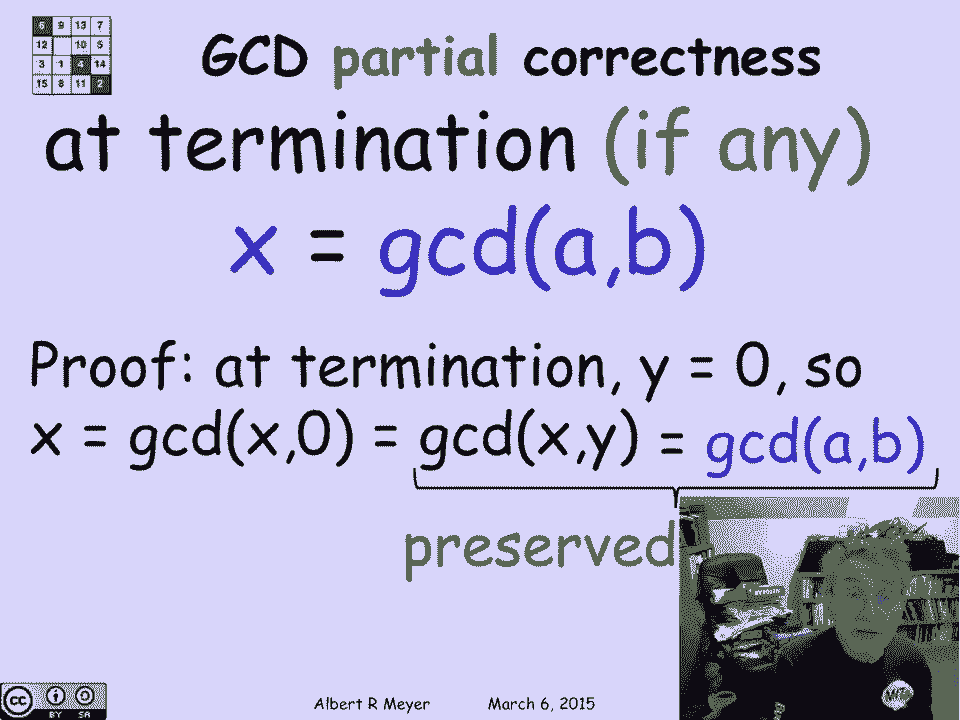 6 9 13 7
12 10 5
3 1 4 14
15 8 11 2
GCD partial correctness
at termination (if any)
x = gcd(a,b)
Proof: at termination, y = 0, so
x = gcd(x,0) = gcd(x,y) = gcd(a,b)
preserved
cc
BY SA
Albert R Meyer March 6, 2015